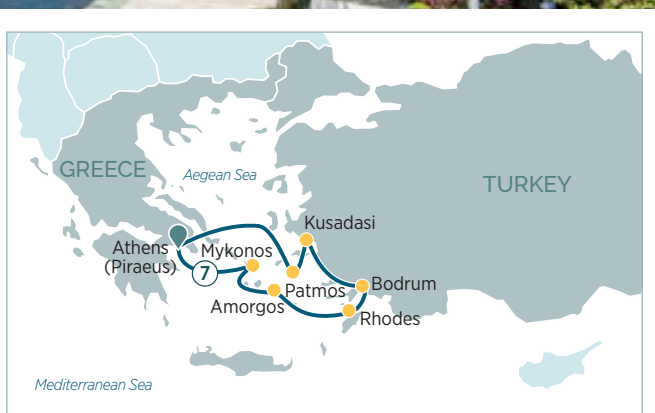 GREECE
Aegean Sea
TURKEY
Kusadasi
Athens
(Piraeus)
Mykonos
7
Patmos
Bodrum
Amorgos
Rhodes
Mediterranean Sea